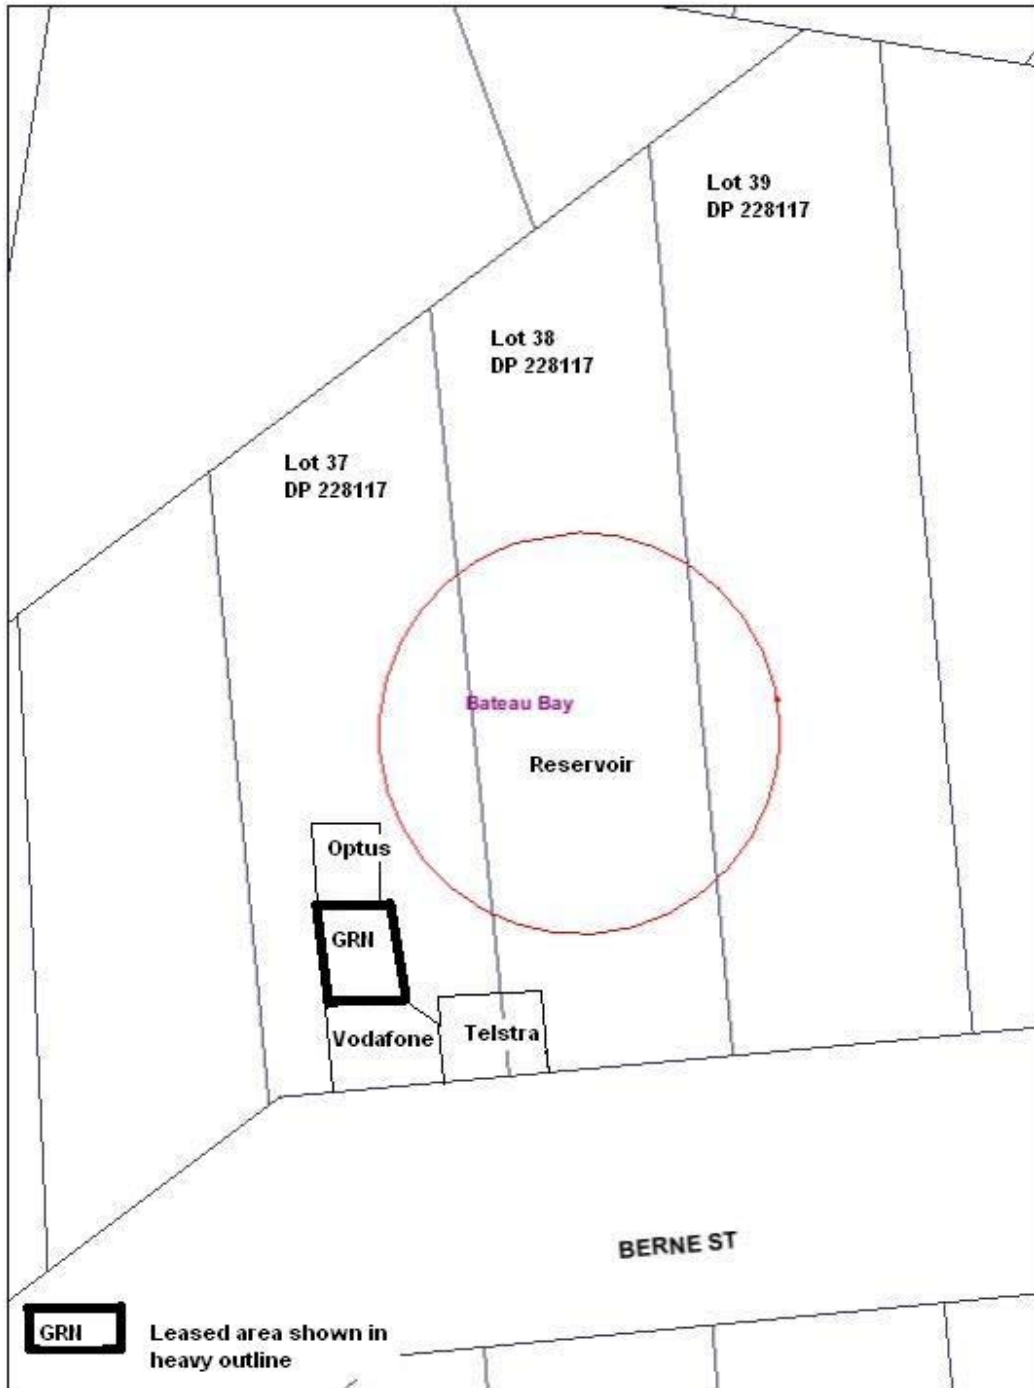 Lot 39
DP 228117
Lot 38
DP 228117
Lot 37
DP 228117
Bateau Bay
Reservoir
Optus
GRN
Vodafone
Telstra
BERNE ST
GRN
Leased area shown in
heavy outline